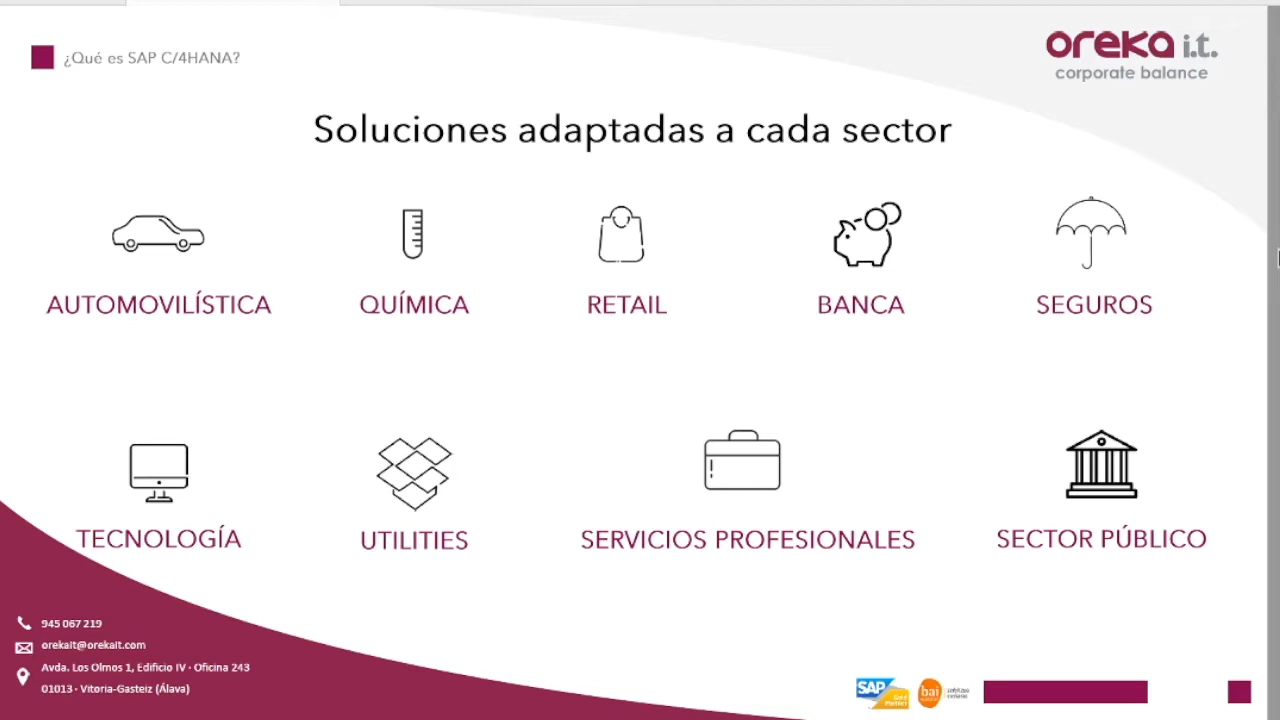 ¿Qué es SAP C/4HANA?
oreka i.t.
corporate balance
Soluciones adaptadas a cada sector
AUTOMOVILÍSTICA
QUÍMICA
RETAIL
BANCA
SEGUROS
TECNOLOGÍA
UTILITIES
SERVICIOS PROFESIONALES
SECTOR PÚBLICO
945 067 219
orekait@orekait.com
Avda. Los Olmos 1, Edificio IV · Oficina 243
01013 · Vitoria-Gasteiz (Álava)
SAP
bai